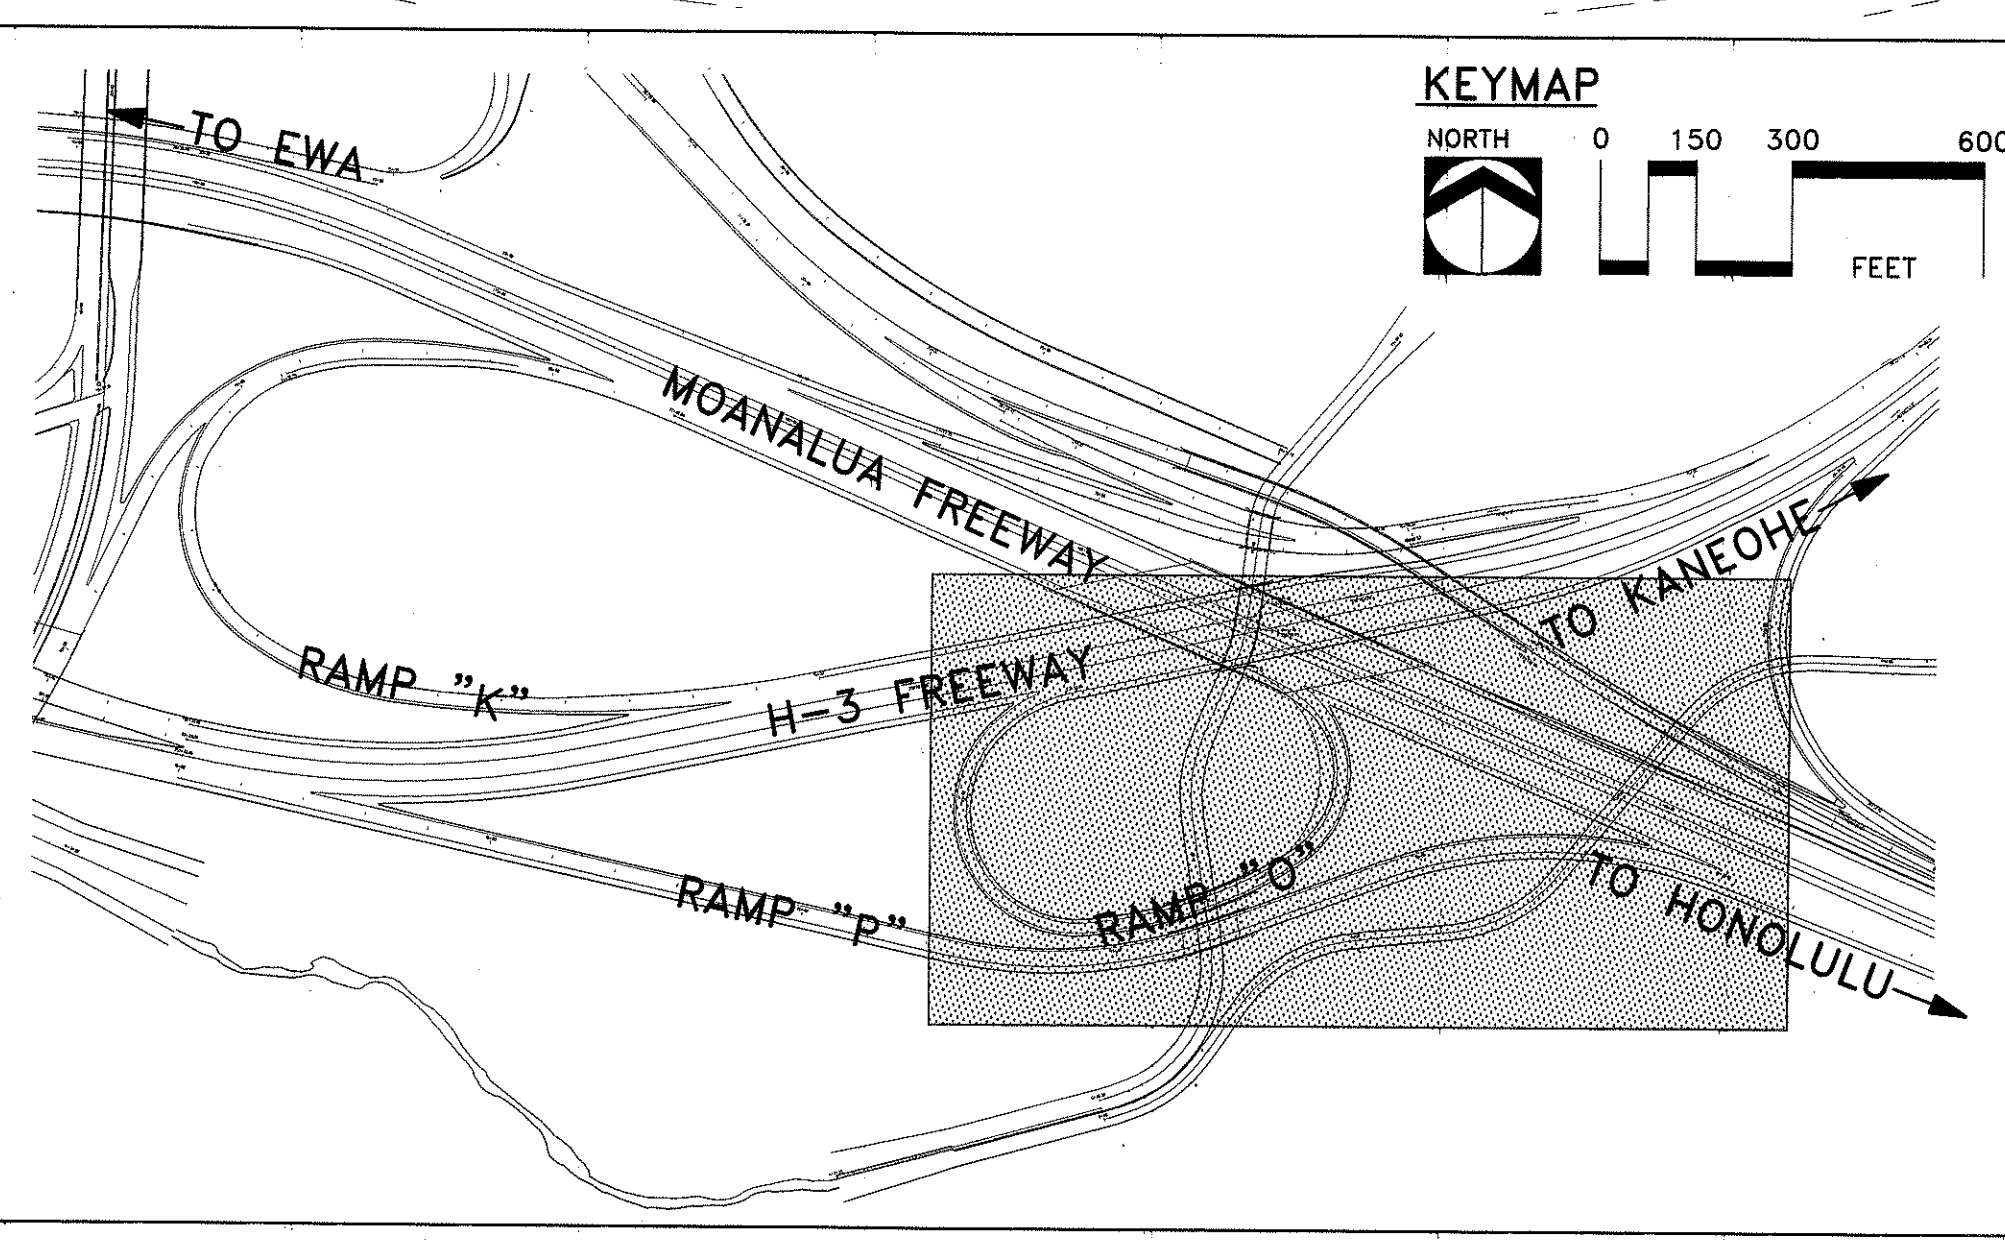 KEYMAP
NORTH 0 150 300 600
FEET
TO EWA
MOANALUA FREEWAY
TO KANEOHE
RAMP "K"
H-3 FREEWAY
RAMP "P"
RAMP "O"
TO HONOLULU